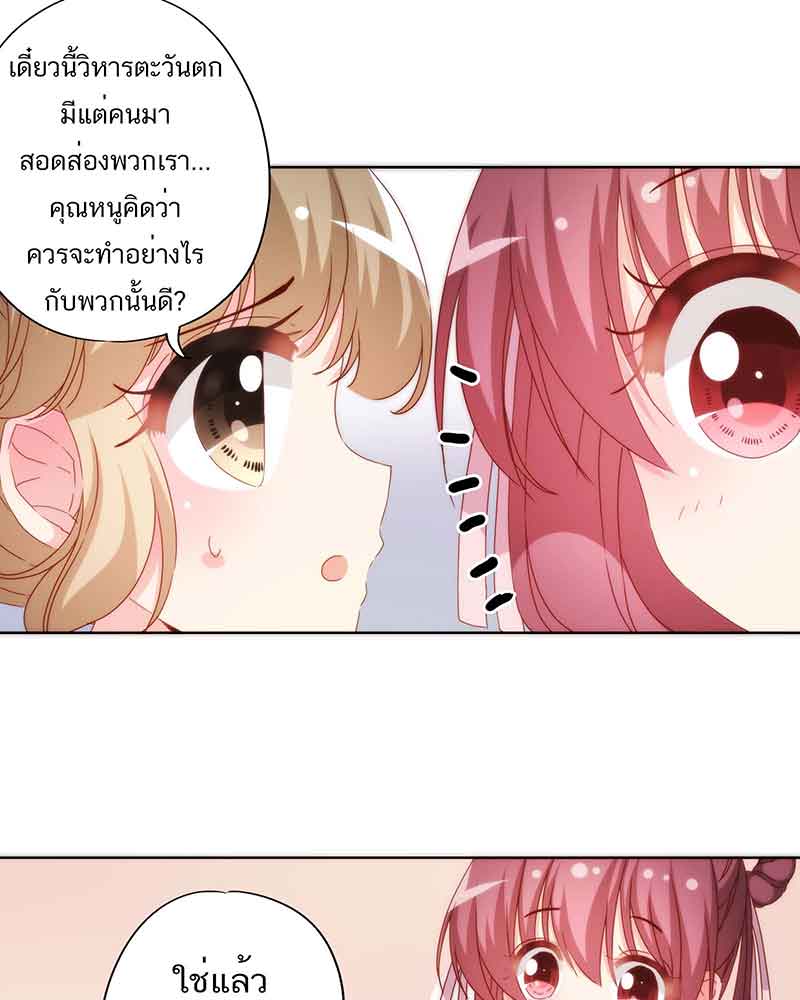 เดี๋ยวนี้วิหารตะวันตก
มีแต่คนมา
สอดส่องพวกเรา...
คุณหนูคิดว่า
ควรจะทำอย่างไร
กับพวกนั้นดี?
ใช่แล้ว